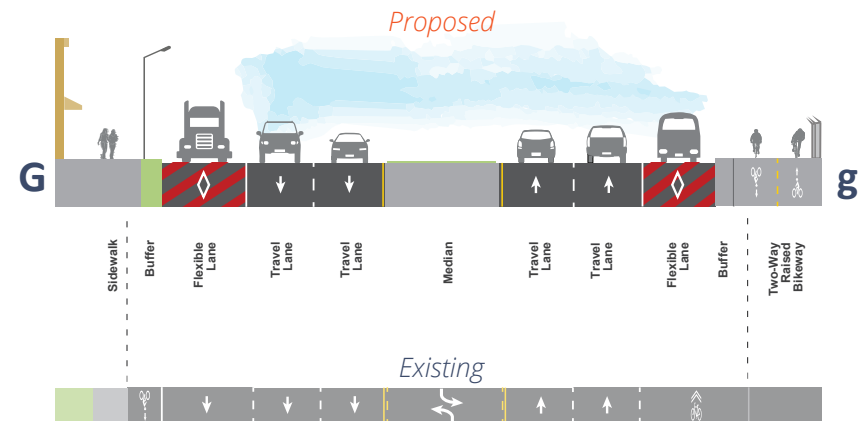 Proposed
G
g
Sidewalk
Buffer
Flexible
Lane
Travel
Lane
Travel
Lane
Median
Travel
Lane
Travel
Lane
Flexible
Lane
Buffer
Two-Way
Raised
Bikeway
Existing